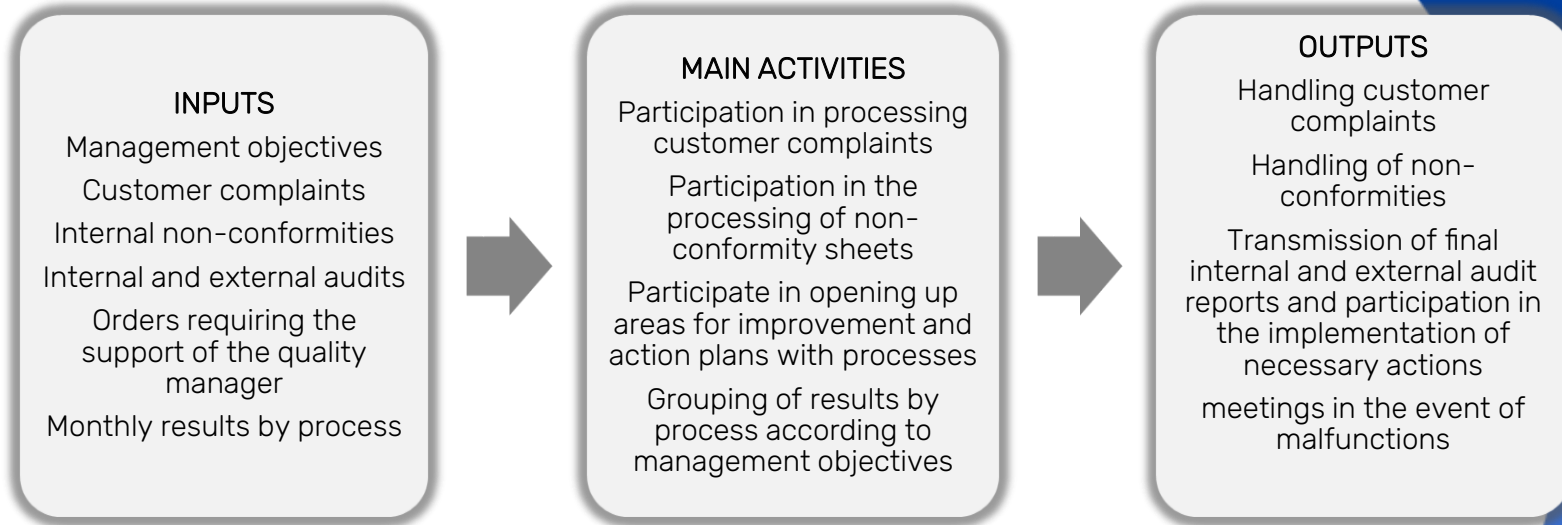 INPUTS
Management objectives
Customer complaints
Internal non-conformities
Internal and external audits
Orders requiring the
support of the quality
manager
Monthly results by process
MAIN ACTIVITIES
Participation in processing
customer complaints
Participation in the
processing of non-
conformity sheets
Participate in opening up
areas for improvement and
action plans with processes
Grouping of results by
process according to
management objectives
OUTPUTS
Handling customer
complaints
Handling of non-
conformities
Transmission of final
internal and external audit
reports and participation in
the implementation of
necessary actions
meetings in the event of
malfunctions